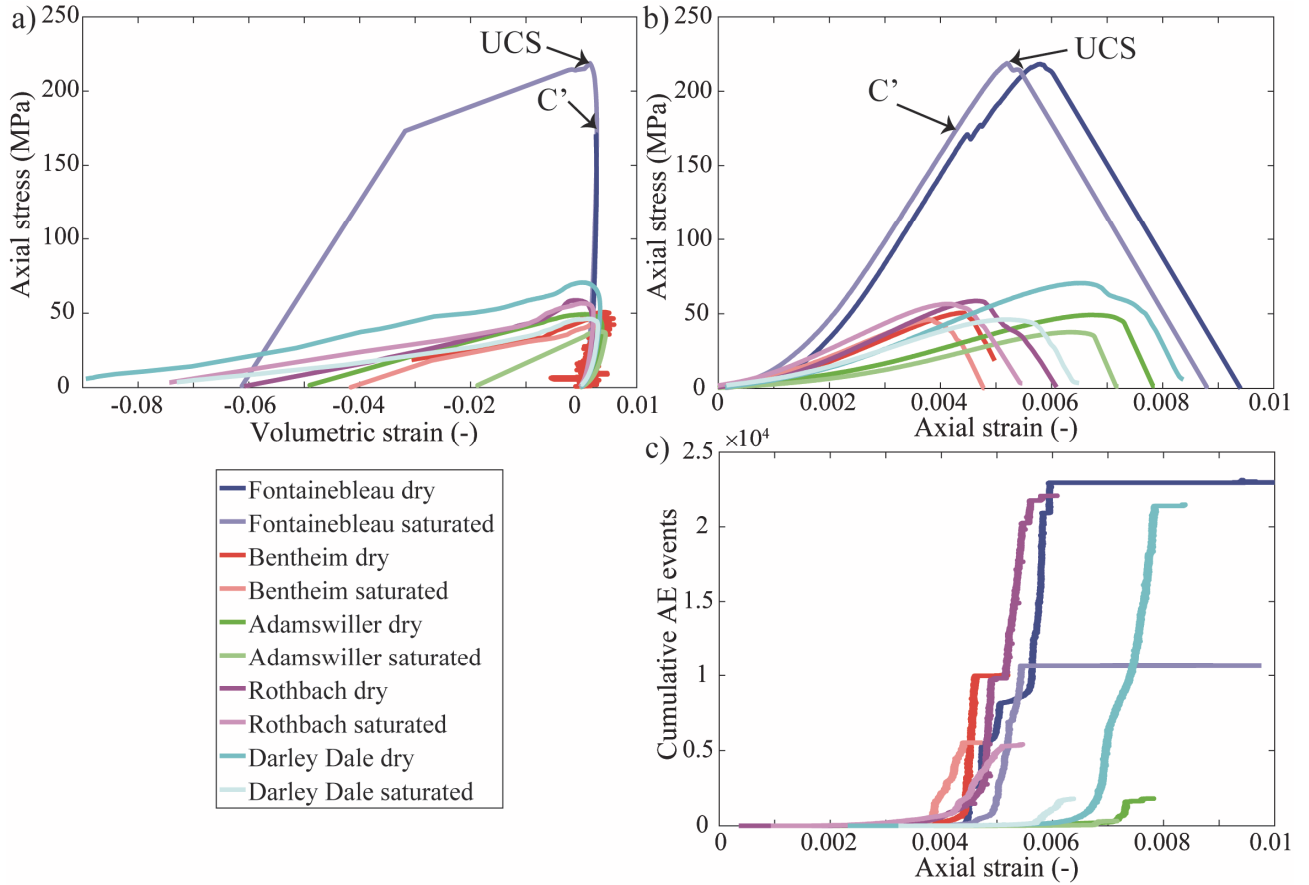 a)
Axial stress (MPa)
250
200
150
100
50
0
UCS
C’
-0.08
-0.06
-0.04
-0.02
0
0.01
Volumetric strain (-)
b)
Axial stress (MPa)
250
200
150
100
50
0
UCS
C’
0.002
0.004
0.006
0.008
0.01
Axial strain (-)
Fontainebleau dry
Fontainebleau saturated
Bentheim dry
Bentheim saturated
Adamswiller dry
Adamswiller saturated
Rothbach dry
Rothbach saturated
Darley Dale dry
Darley Dale saturated
c)
×10⁴
Cumulative AE events
2.5
2
1.5
1
0.5
0
0
0.002
0.004
0.006
0.008
0.01
Axial strain (-)